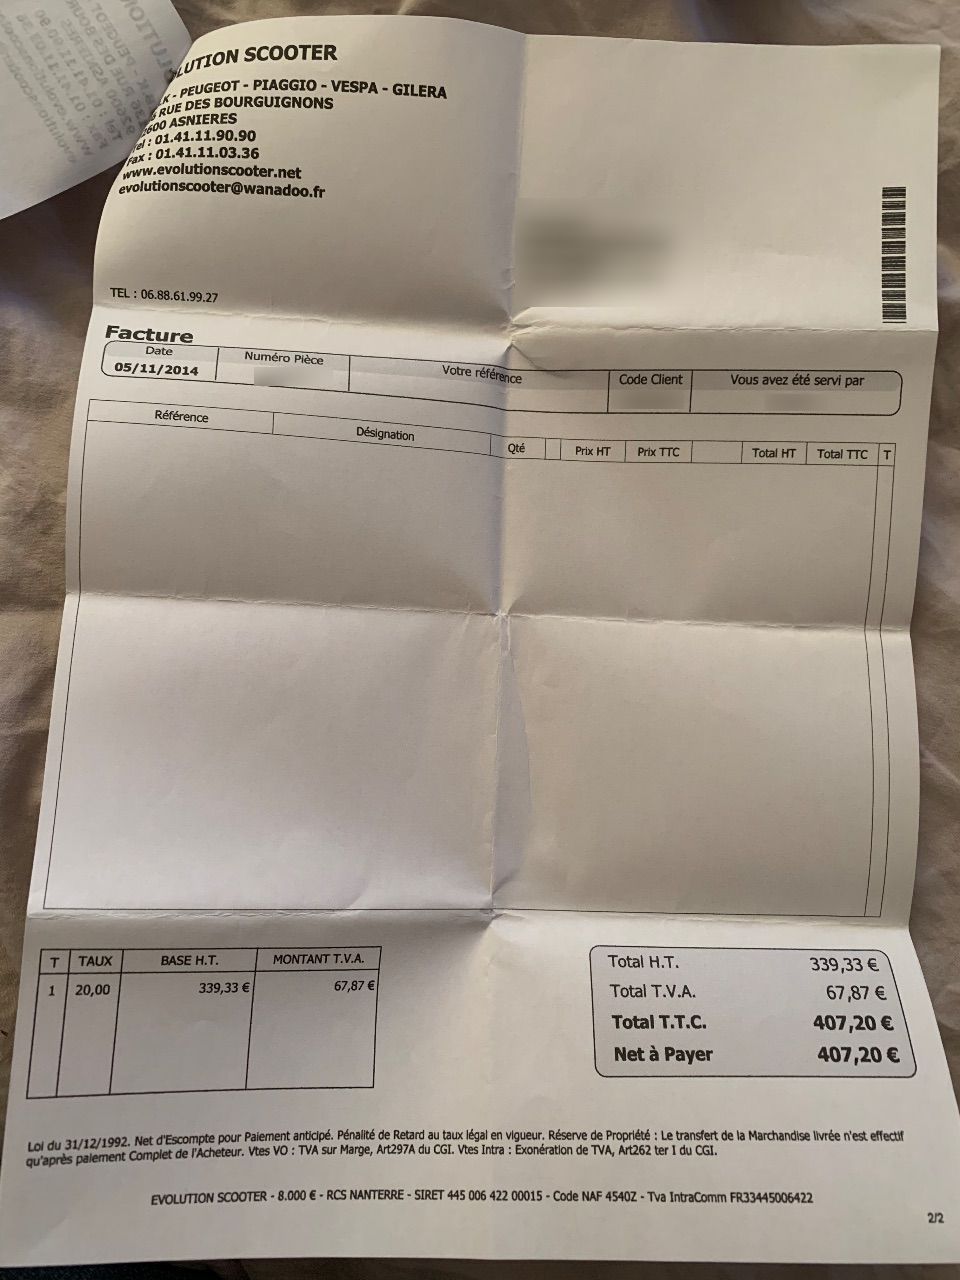 LUTION SCOOTER
K - PEUGEOT - PIAGGIO - VESPA - GILERA
RUE DES BOURGUIGNONS
2600 ASNIERES
Tel : 01.41.11.90.90
Fax : 01.41.11.03.36
www.evolutionscooter.net
evolutionscooter@wanadoo.fr
TEL : 06.88.61.99.27
Facture
Date Numéro Pièce Votre référence Code Client Vous avez été servi par
05/11/2014
Référence Désignation Qté Prix HT Prix TTC Total HT Total TTC T
T TAUX BASE H.T. MONTANT T.V.A.
1 20,00 339,33 € 67,87 €
Total H.T. 339,33 €
Total T.V.A. 67,87 €
Total T.T.C. 407,20 €
Net à Payer 407,20 €
Loi du 31/12/1992. Net d'Escompte pour Paiement anticipé. Pénalité de Retard au taux légal en vigueur. Réserve de Propriété : Le transfert de la Marchandise livrée n'est effectif
qu'après paiement Complet de l'Acheteur. Vtes VO : TVA sur Marge, Art297A du CGI. Vtes Intra : Exonération de TVA, Art262 ter I du CGI.
EVOLUTION SCOOTER - 8.000 € - RCS NANTERRE - SIRET 445 006 422 00015 - Code NAF 4540Z - Tva IntraComm FR33445006422
2/2